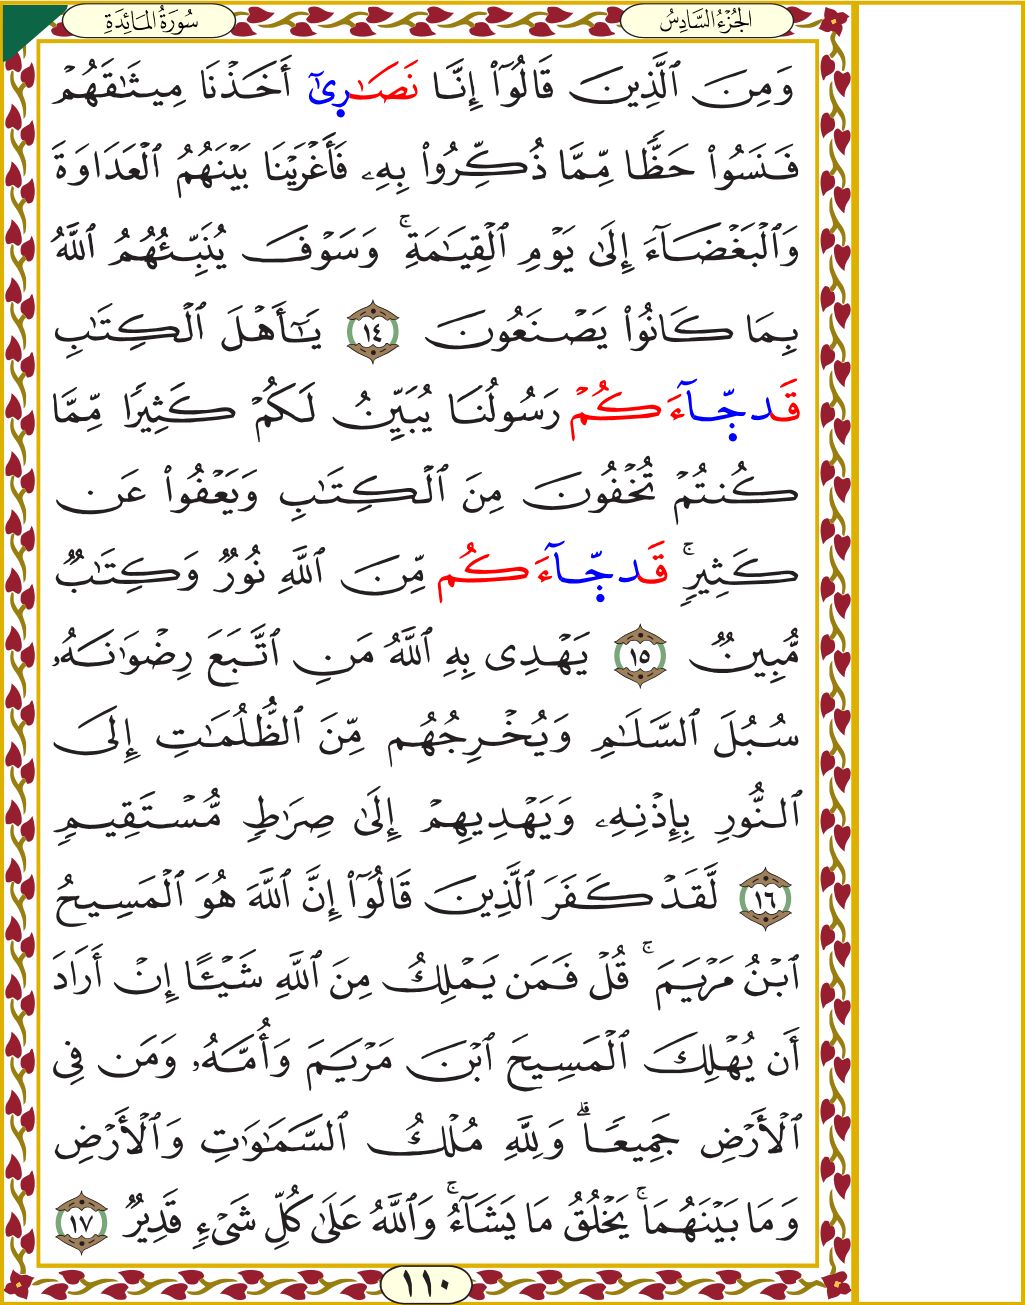 الجُزْءُ السَّادِسُ
سُورَةُ المَائِدَةِ
وَمِنَ ٱلَّذِينَ قَالُوٓا۟ إِنَّا نَصَـٰرِىٰٓ أَخَذْنَا مِيثَـٰقَهُمْ
فَنَسُوا۟ حَظًّا مِّمَّا ذُكِّرُوا۟ بِهِۦ فَأَغْرَيْنَا بَيْنَهُمُ ٱلْعَدَاوَةَ
وَٱلْبَغْضَآءَ إِلَىٰ يَوْمِ ٱلْقِيَـٰمَةِ ۚ وَسَوْفَ يُنَبِّئُهُمُ ٱللَّهُ
بِمَا كَانُوا۟ يَصْنَعُونَ ١٤ يَـٰٓأَهْلَ ٱلْكِتَـٰبِ
قَد جِّآءَكُمْ رَسُولُنَا يُبَيِّنُ لَكُمْ كَثِيرًا مِّمَّا
كُنتُمْ تُخْفُونَ مِنَ ٱلْكِتَـٰبِ وَيَعْفُوا۟ عَن
كَثِيرٍ ۚ قَد جِّآءَكُم مِّنَ ٱللَّهِ نُورٌ وَكِتَـٰبٌ
مُّبِينٌ ١٥ يَهْدِى بِهِ ٱللَّهُ مَنِ ٱتَّبَعَ رِضْوَٰنَهُۥ
سُبُلَ ٱلسَّلَـٰمِ وَيُخْرِجُهُم مِّنَ ٱلظُّلُمَـٰتِ إِلَى
ٱلنُّورِ بِإِذْنِهِۦ وَيَهْدِيهِمْ إِلَىٰ صِرَٰطٍ مُّسْتَقِيمٍ
١٦ لَّقَدْ كَفَرَ ٱلَّذِينَ قَالُوٓا۟ إِنَّ ٱللَّهَ هُوَ ٱلْمَسِيحُ
ٱبْنُ مَرْيَمَ ۚ قُلْ فَمَن يَمْلِكُ مِنَ ٱللَّهِ شَيْـًٔا إِنْ أَرَادَ
أَن يُهْلِكَ ٱلْمَسِيحَ ٱبْنَ مَرْيَمَ وَأُمَّهُۥ وَمَن فِى
ٱلْأَرْضِ جَمِيعًا ۗ وَلِلَّهِ مُلْكُ ٱلسَّمَـٰوَٰتِ وَٱلْأَرْضِ
وَمَا بَيْنَهُمَا ۚ يَخْلُقُ مَا يَشَآءُ ۚ وَٱللَّهُ عَلَىٰ كُلِّ شَىْءٍ قَدِيرٌ ١٧
١١٠